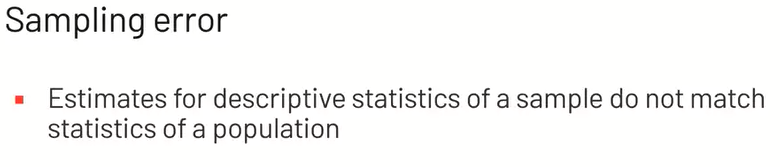 Sampling error
Estimates for descriptive statistics of a sample do not match
statistics of a population